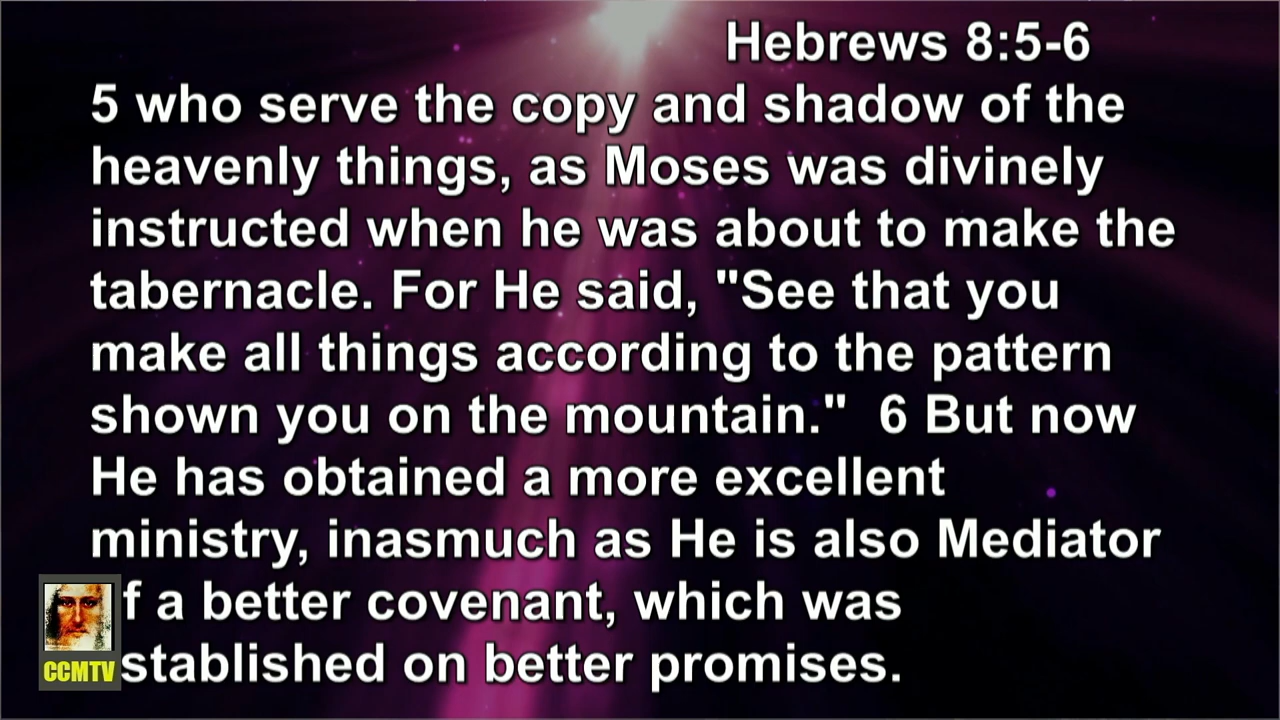 Hebrews 8:5-6
5 who serve the copy and shadow of the
heavenly things, as Moses was divinely
instructed when he was about to make the
tabernacle. For He said, "See that you
make all things according to the pattern
shown you on the mountain."  6 But now
He has obtained a more excellent
ministry, inasmuch as He is also Mediator
f a better covenant, which was
stablished on better promises.
CCMTV